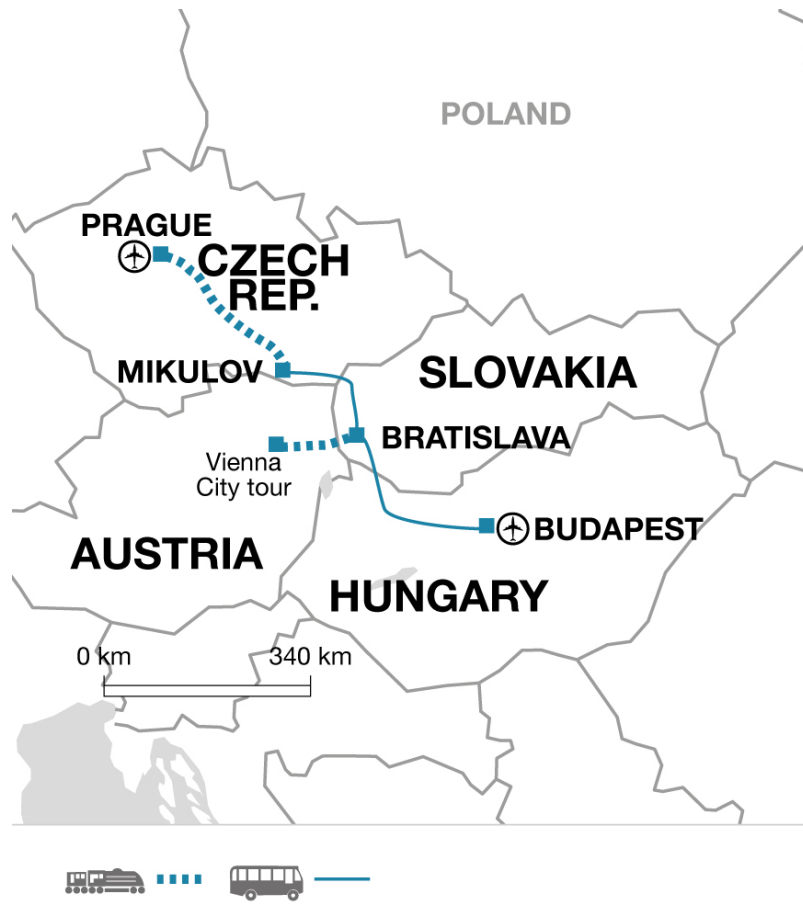 POLAND
PRAGUE
CZECH
REP.
MIKULOV
SLOVAKIA
BRATISLAVA
Vienna
City tour
BUDAPEST
AUSTRIA
HUNGARY
0 km 340 km